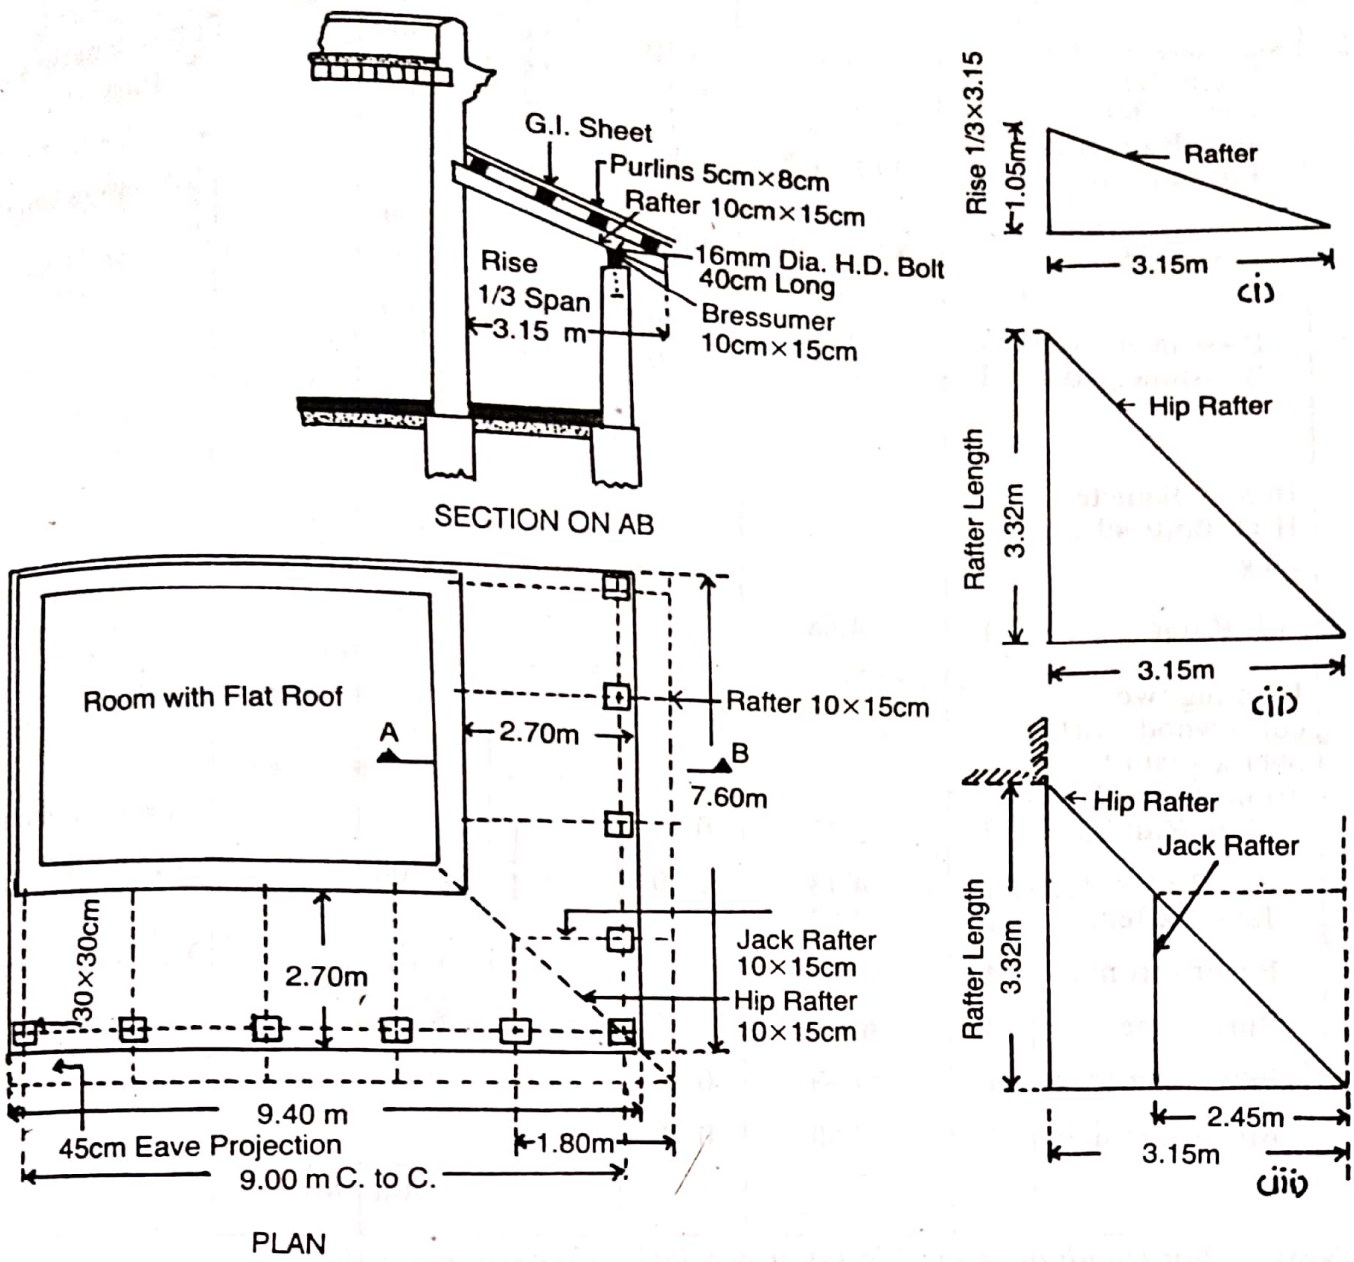 G.I. Sheet
Purlins 5cm×8cm
Rafter 10cm×15cm
16mm Dia. H.D. Bolt
40cm Long
Rise
1/3 Span
3.15 m
Bressumer
10cm×15cm
SECTION ON AB
Rise 1/3×3.15
1.05m
Rafter
3.15m
(i)
Rafter Length
3.32m
Hip Rafter
3.15m
(ii)
Room with Flat Roof
A
2.70m
Rafter 10×15cm
B
7.60m
30×30cm
2.70m
Jack Rafter
10×15cm
Hip Rafter
10×15cm
9.40 m
45cm Eave Projection
1.80m
9.00 m C. to C.
PLAN
Hip Rafter
Jack Rafter
Rafter Length
3.32m
2.45m
3.15m
(iii)